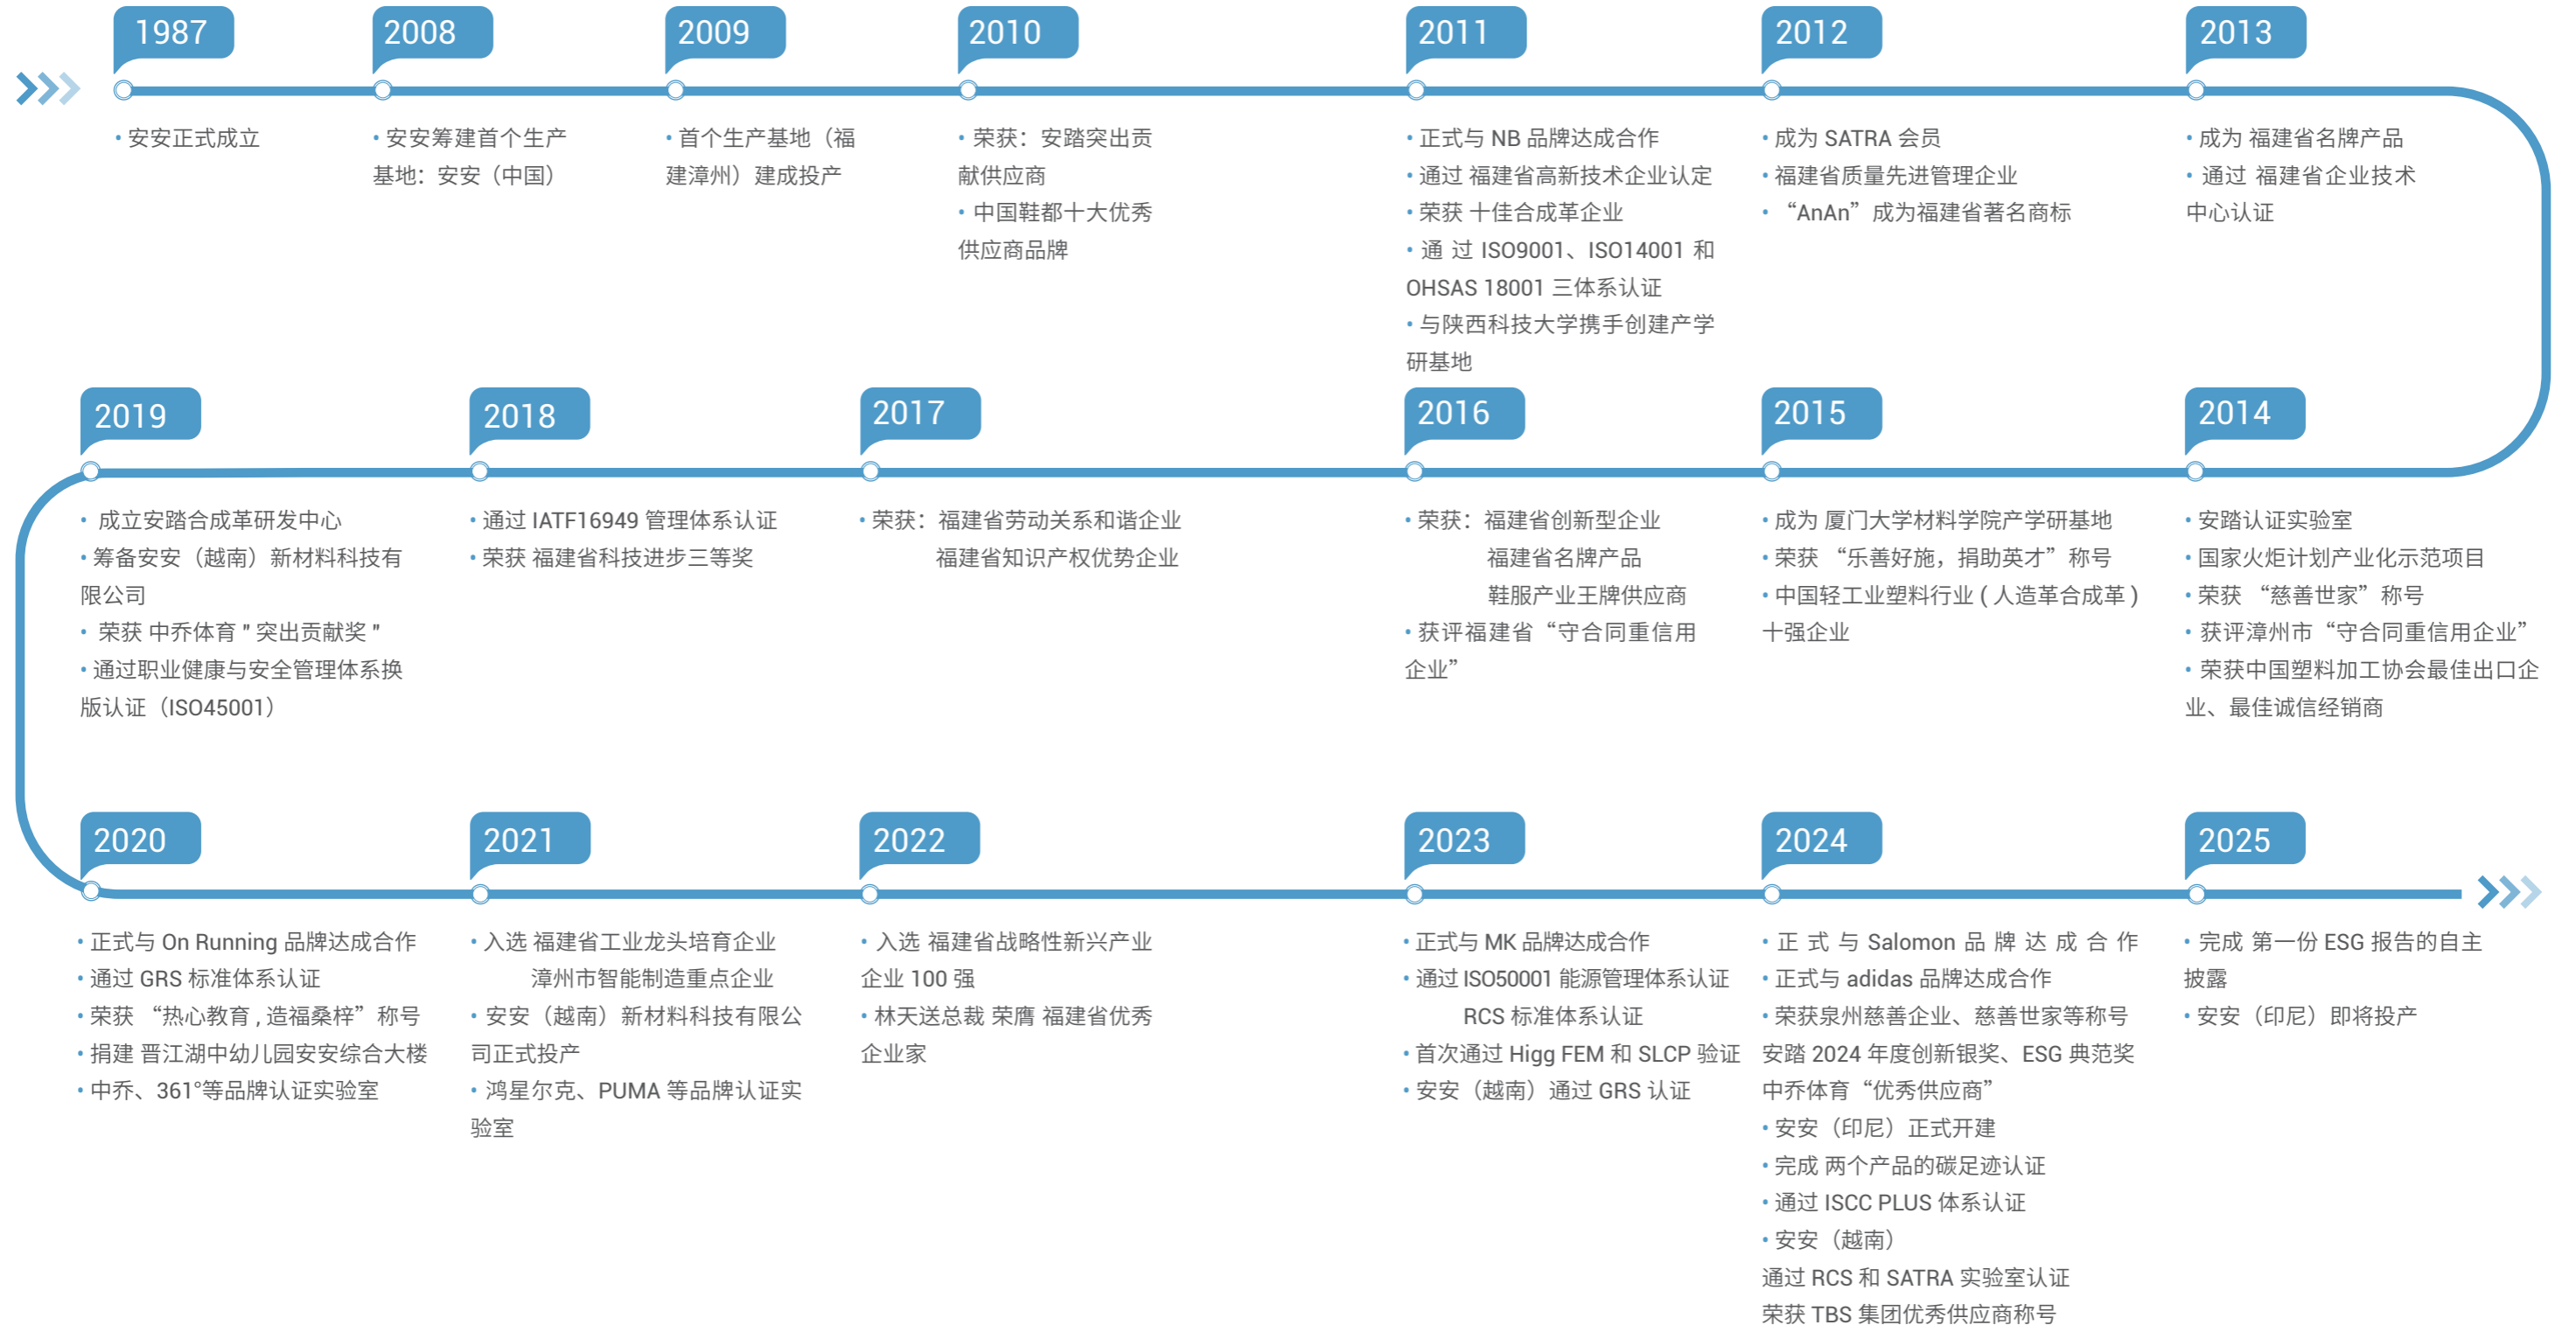 1987
• 安安正式成立
2008
• 安安筹建首个生产
基地：安安（中国）
2009
• 首个生产基地（福
建漳州）建成投产
2010
• 荣获：安踏突出贡
献供应商
• 中国鞋都十大优秀
供应商品牌
2011
• 正式与 NB 品牌达成合作
• 通过 福建省高新技术企业认定
• 荣获 十佳合成革企业
• 通 过 ISO9001、ISO14001 和
OHSAS 18001 三体系认证
• 与陕西科技大学携手创建产学
研基地
2012
• 成为 SATRA 会员
• 福建省质量先进管理企业
• “AnAn”成为福建省著名商标
2013
• 成为 福建省名牌产品
• 通过 福建省企业技术
中心认证
2019
• 成立安踏合成革研发中心
• 筹备安安（越南）新材料科技有
限公司
• 荣获 中乔体育 " 突出贡献奖 "
• 通过职业健康与安全管理体系换
版认证（ISO45001）
2018
• 通过 IATF16949 管理体系认证
• 荣获 福建省科技进步三等奖
2017
• 荣获：福建省劳动关系和谐企业
福建省知识产权优势企业
2016
• 荣获：福建省创新型企业
福建省名牌产品
鞋服产业王牌供应商
• 获评福建省“守合同重信用
企业”
2015
• 成为 厦门大学材料学院产学研基地
• 荣获 “乐善好施，捐助英才”称号
• 中国轻工业塑料行业 ( 人造革合成革 )
十强企业
2014
• 安踏认证实验室
• 国家火炬计划产业化示范项目
• 荣获 “慈善世家”称号
• 获评漳州市“守合同重信用企业”
• 荣获中国塑料加工协会最佳出口企
业、最佳诚信经销商
2020
• 正式与 On Running 品牌达成合作
• 通过 GRS 标准体系认证
• 荣获 “热心教育 , 造福桑梓”称号
• 捐建 晋江湖中幼儿园安安综合大楼
• 中乔、361°等品牌认证实验室
2021
• 入选 福建省工业龙头培育企业
漳州市智能制造重点企业
• 安安（越南）新材料科技有限公
司正式投产
• 鸿星尔克、PUMA 等品牌认证实
验室
2022
• 入选 福建省战略性新兴产业
企业 100 强
• 林天送总裁 荣膺 福建省优秀
企业家
2023
• 正式与 MK 品牌达成合作
• 通过 ISO50001 能源管理体系认证
RCS 标准体系认证
• 首次通过 Higg FEM 和 SLCP 验证
• 安安（越南）通过 GRS 认证
2024
• 正 式 与 Salomon 品 牌 达 成 合 作
• 正式与 adidas 品牌达成合作
• 荣获泉州慈善企业、慈善世家等称号
安踏 2024 年度创新银奖、ESG 典范奖
中乔体育“优秀供应商”
• 安安（印尼）正式开建
• 完成 两个产品的碳足迹认证
• 通过 ISCC PLUS 体系认证
• 安安（越南）
通过 RCS 和 SATRA 实验室认证
荣获 TBS 集团优秀供应商称号
2025
• 完成 第一份 ESG 报告的自主
披露
• 安安（印尼）即将投产